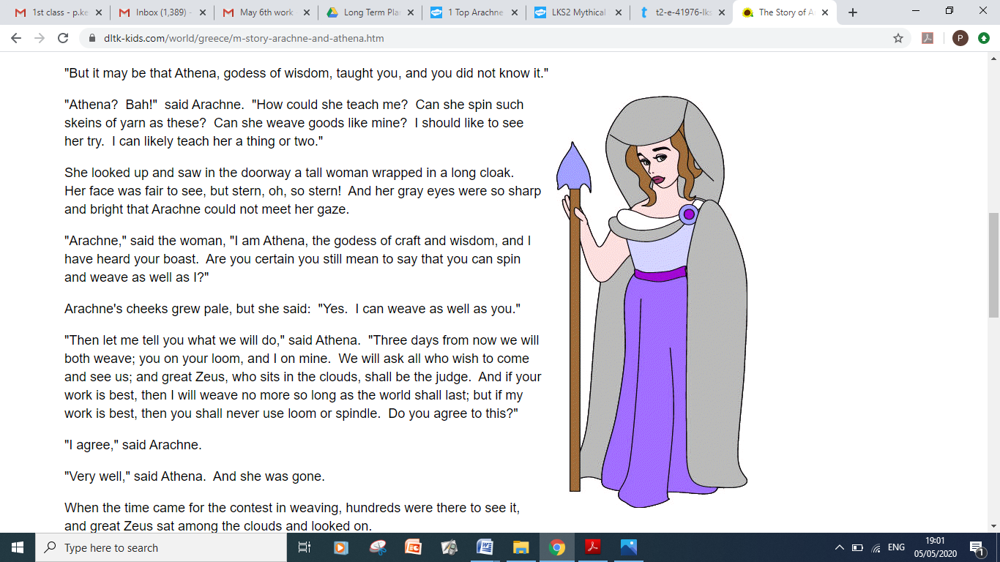 1st class - p.ke
Inbox (1,389) -
May 6th work
Long Term Pla
1 Top Arachne
LKS2 Mythical
t2-e-41976-lks
The Story of A
dltk-kids.com/world/greece/m-story-arachne-and-athena.htm
P
"But it may be that Athena, godess of wisdom, taught you, and you did not know it."
"Athena?  Bah!"  said Arachne.  "How could she teach me?  Can she spin such
skeins of yarn as these?  Can she weave goods like mine?  I should like to see
her try.  I can likely teach her a thing or two."
She looked up and saw in the doorway a tall woman wrapped in a long cloak.
Her face was fair to see, but stern, oh, so stern!  And her gray eyes were so sharp
and bright that Arachne could not meet her gaze.
"Arachne," said the woman, "I am Athena, the godess of craft and wisdom, and I
have heard your boast.  Are you certain you still mean to say that you can spin
and weave as well as I?"
Arachne's cheeks grew pale, but she said:  "Yes.  I can weave as well as you."
"Then let me tell you what we will do," said Athena.  "Three days from now we will
both weave; you on your loom, and I on mine.  We will ask all who wish to come
and see us; and great Zeus, who sits in the clouds, shall be the judge.  And if your
work is best, then I will weave no more so long as the world shall last; but if my
work is best, then you shall never use loom or spindle.  Do you agree to this?"
"I agree," said Arachne.
"Very well," said Athena.  And she was gone.
When the time came for the contest in weaving, hundreds were there to see it,
and great Zeus sat among the clouds and looked on.
Type here to search
ENG
19:01
05/05/2020
1